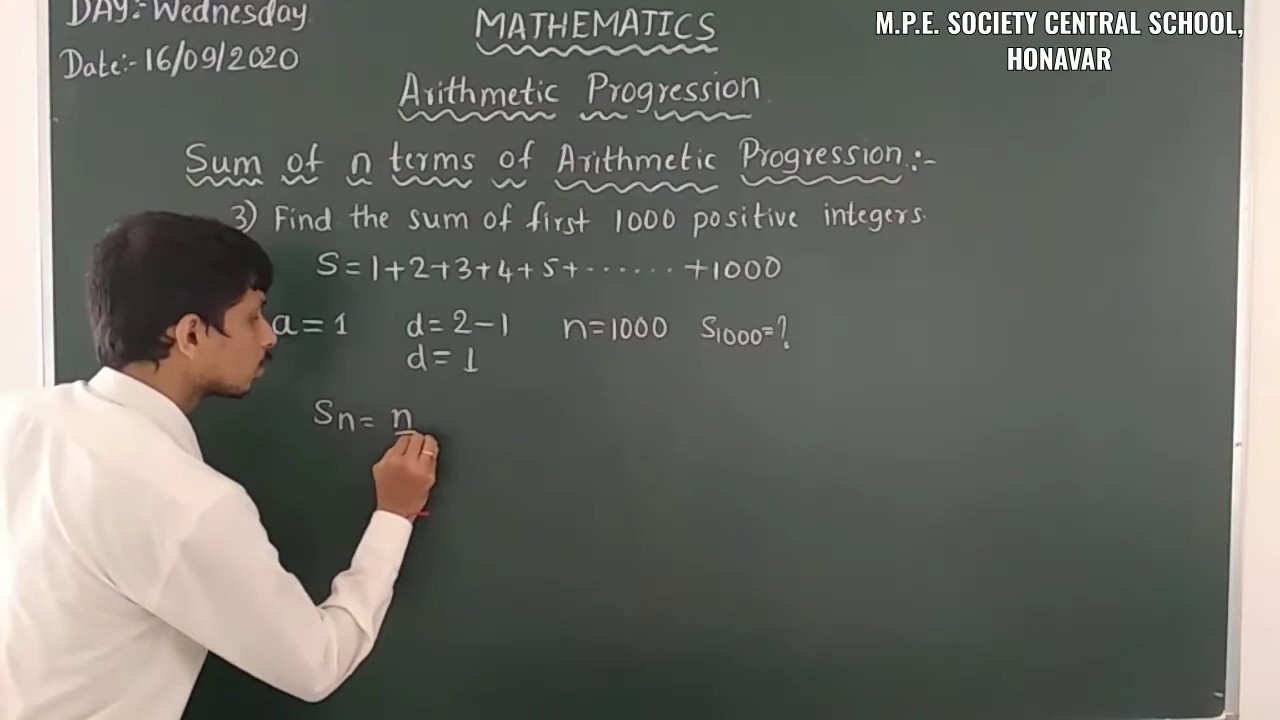 DAY:- Wednesday
Date:- 16/09/2020
MATHEMATICS
M.P.E. SOCIETY CENTRAL SCHOOL,
HONAVAR
Arithmetic Progression
Sum of n terms of Arithmetic Progression:-
3) Find the sum of first 1000 positive integers.
S=1+2+3+4+5+.......+1000
a=1 d=2-1 n=1000 S1000=?
d=1
Sn= n